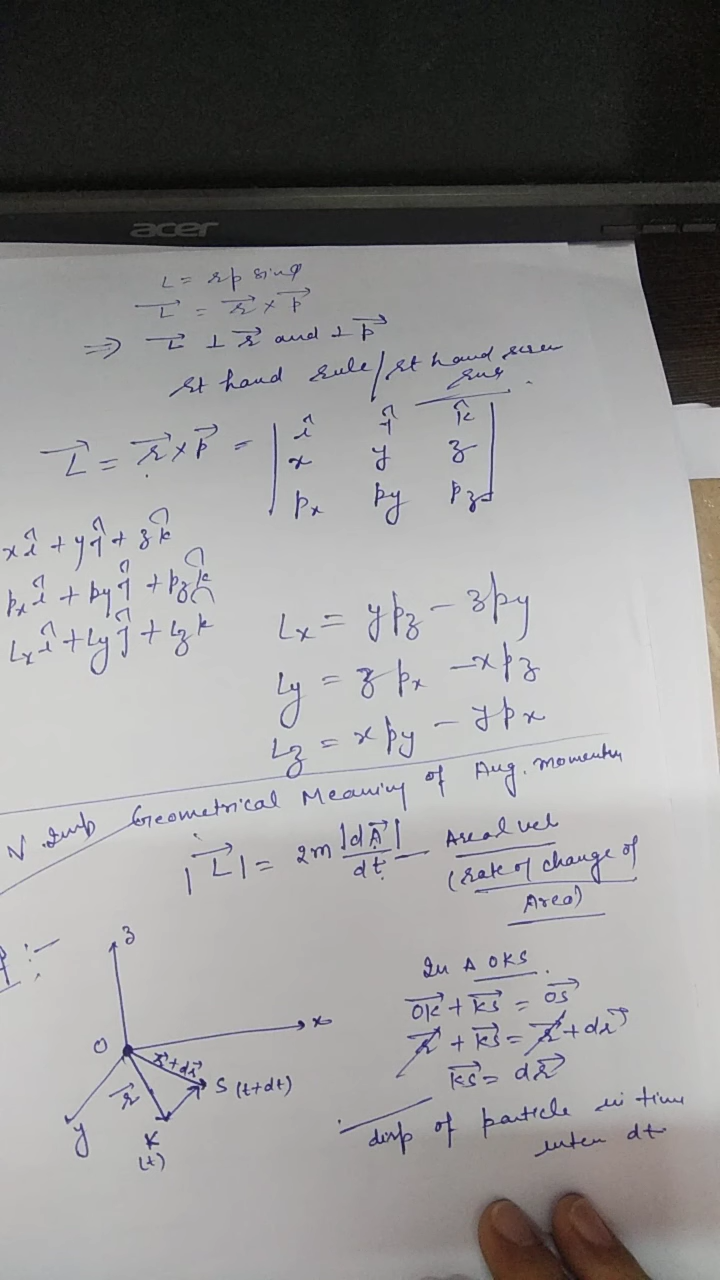 acer
L = rp sinφ
L⃗ = r⃗ × p⃗
⇒ L⃗ ⊥ r⃗ and ⊥ p⃗
rt hand rule/rt hand screw
rule
L⃗ = r⃗ × p⃗ = | î ĵ k̂ |
| x y z |
| px py pz |
xî + yĵ + zk̂
pxî + pyĵ + pzk̂
Lxî + Lyĵ + Lzk̂
Lx = ypz − zpy
Ly = zpx − xpz
Lz = xpy − ypx
V. Imp Geometrical Meaning of Ang. momentum
|L⃗| = 2m |dA⃗|/dt — Areal vel
(rate of change of
Area)
:-
z
x
O
y
r⃗
r⃗+dr⃗
S (t+dt)
K
(t)
In Δ OKS.
OK⃗ + KS⃗ = OS⃗
r⃗ + KS⃗ = r⃗ + dr⃗
KS⃗ = dr⃗
disp of particle in time
inter dt